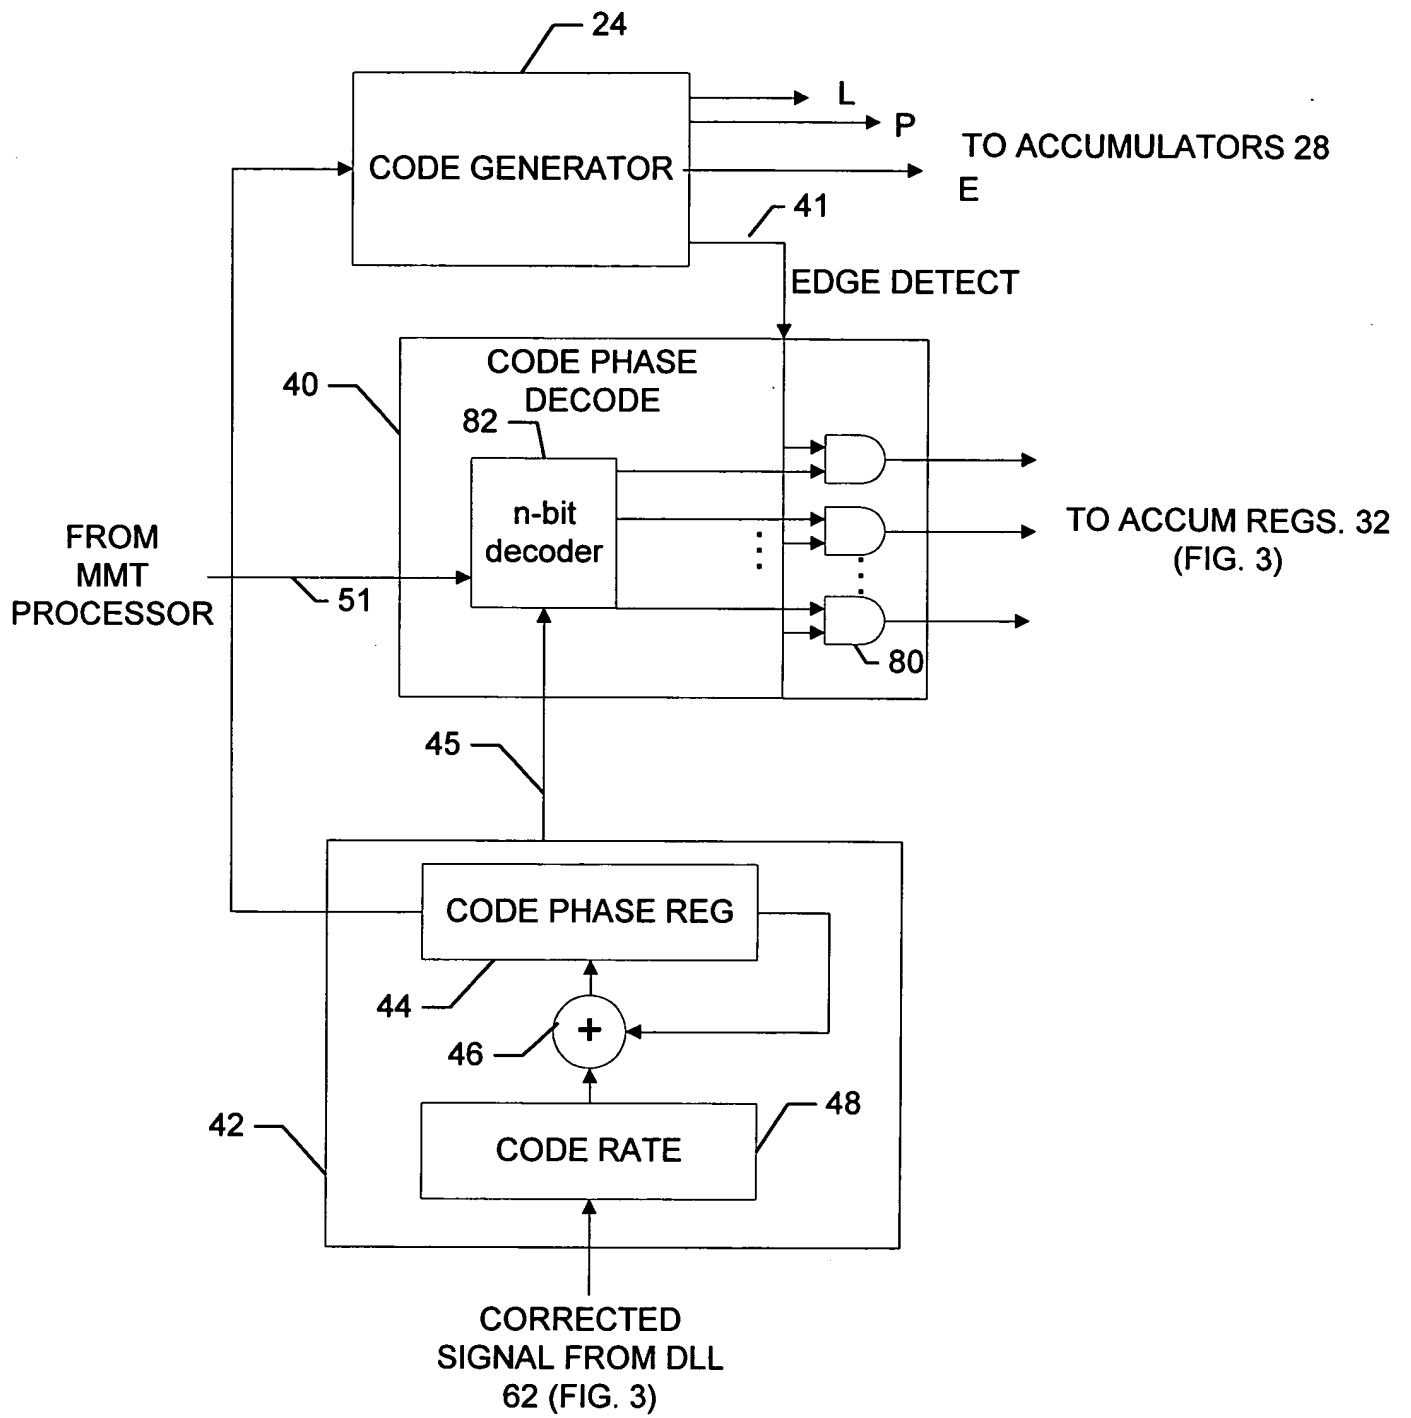 24
L
P
TO ACCUMULATORS 28
CODE GENERATOR
E
41
EDGE DETECT
CODE PHASE
DECODE
40
82
n-bit
decoder
FROM
MMT
PROCESSOR
51
TO ACCUM REGS. 32
(FIG. 3)
80
45
CODE PHASE REG
44
+
46
48
42
CODE RATE
CORRECTED
SIGNAL FROM DLL
62 (FIG. 3)